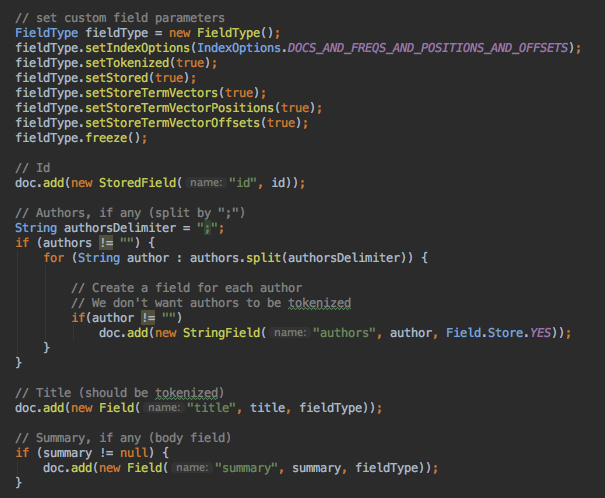 // set custom field parameters
FieldType fieldType = new FieldType();
fieldType.setIndexOptions(IndexOptions.DOCS_AND_FREQS_AND_POSITIONS_AND_OFFSETS);
fieldType.setTokenized(true);
fieldType.setStored(true);
fieldType.setStoreTermVectors(true);
fieldType.setStoreTermVectorPositions(true);
fieldType.setStoreTermVectorOffsets(true);
fieldType.freeze();
// Id
doc.add(new StoredField( name: "id", id));
// Authors, if any (split by ";")
String authorsDelimiter = ";";
if (authors != "") {
for (String author : authors.split(authorsDelimiter)) {
// Create a field for each author
// We don't want authors to be tokenized
if(author != "")
doc.add(new StringField( name: "authors", author, Field.Store.YES));
}
}
// Title (should be tokenized)
doc.add(new Field( name: "title", title, fieldType));
// Summary, if any (body field)
if (summary != null) {
doc.add(new Field( name: "summary", summary, fieldType));
}